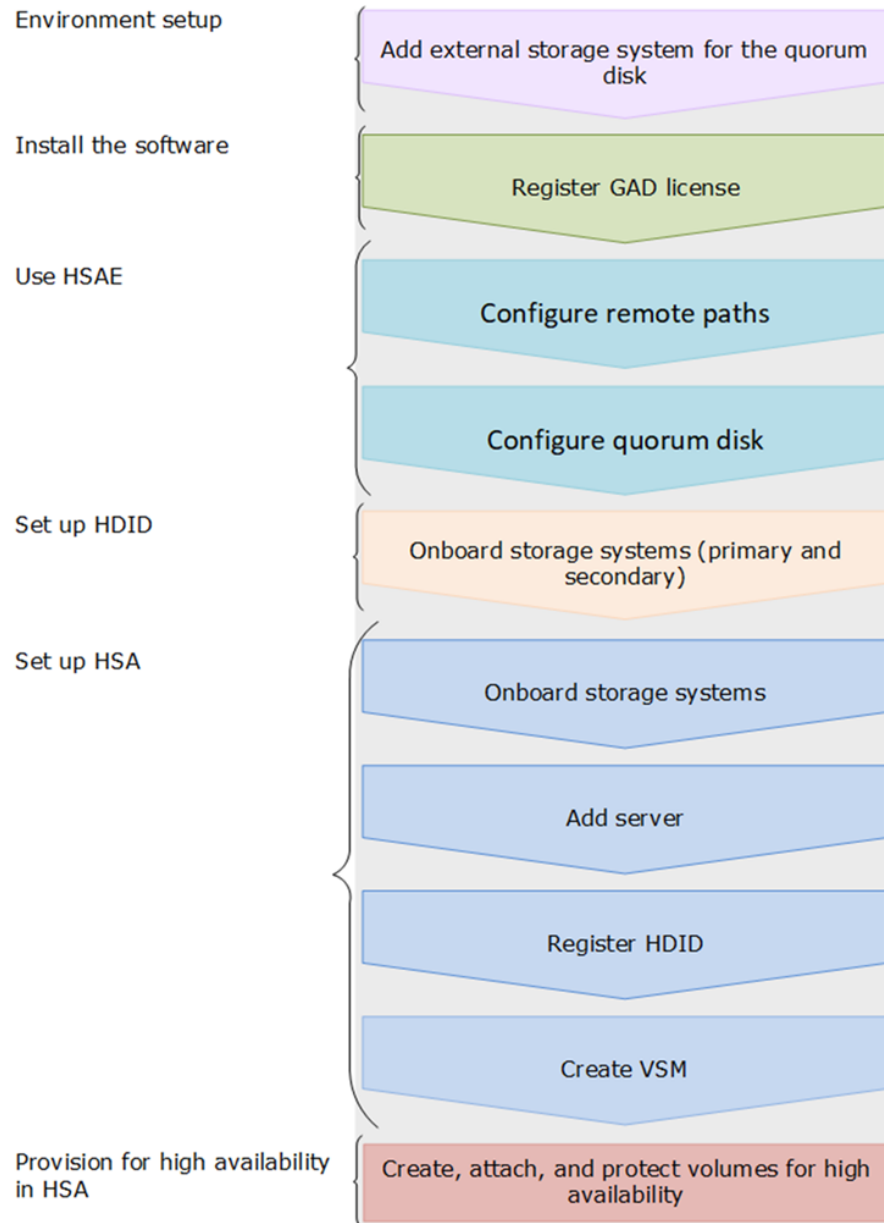 Environment setup
Add external storage system for the quorum
disk
Install the software
Register GAD license
Use HSAE
Configure remote paths
Configure quorum disk
Set up HDID
Onboard storage systems (primary and
secondary)
Set up HSA
Onboard storage systems
Add server
Register HDID
Create VSM
Provision for high availability
in HSA
Create, attach, and protect volumes for high
availability